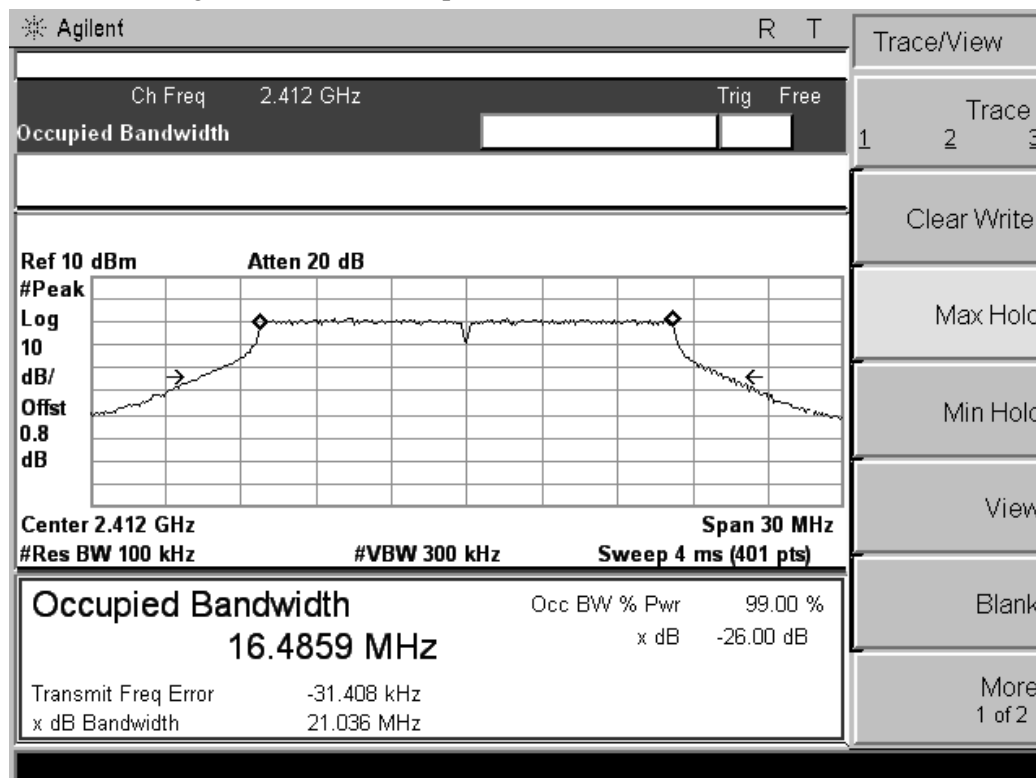 Agilent R T
Trace/View
Ch Freq 2.412 GHz Trig Free
Occupied Bandwidth
Trace
1 2 3
Clear Write
Max Hold
Min Hold
View
Blank
More
1 of 2
Ref 10 dBm Atten 20 dB
#Peak
Log
10
dB/
Offst
0.8
dB
Center 2.412 GHz Span 30 MHz
#Res BW 100 kHz #VBW 300 kHz Sweep 4 ms (401 pts)
Occupied Bandwidth Occ BW % Pwr 99.00 %
16.4859 MHz x dB -26.00 dB
Transmit Freq Error -31.408 kHz
x dB Bandwidth 21.036 MHz